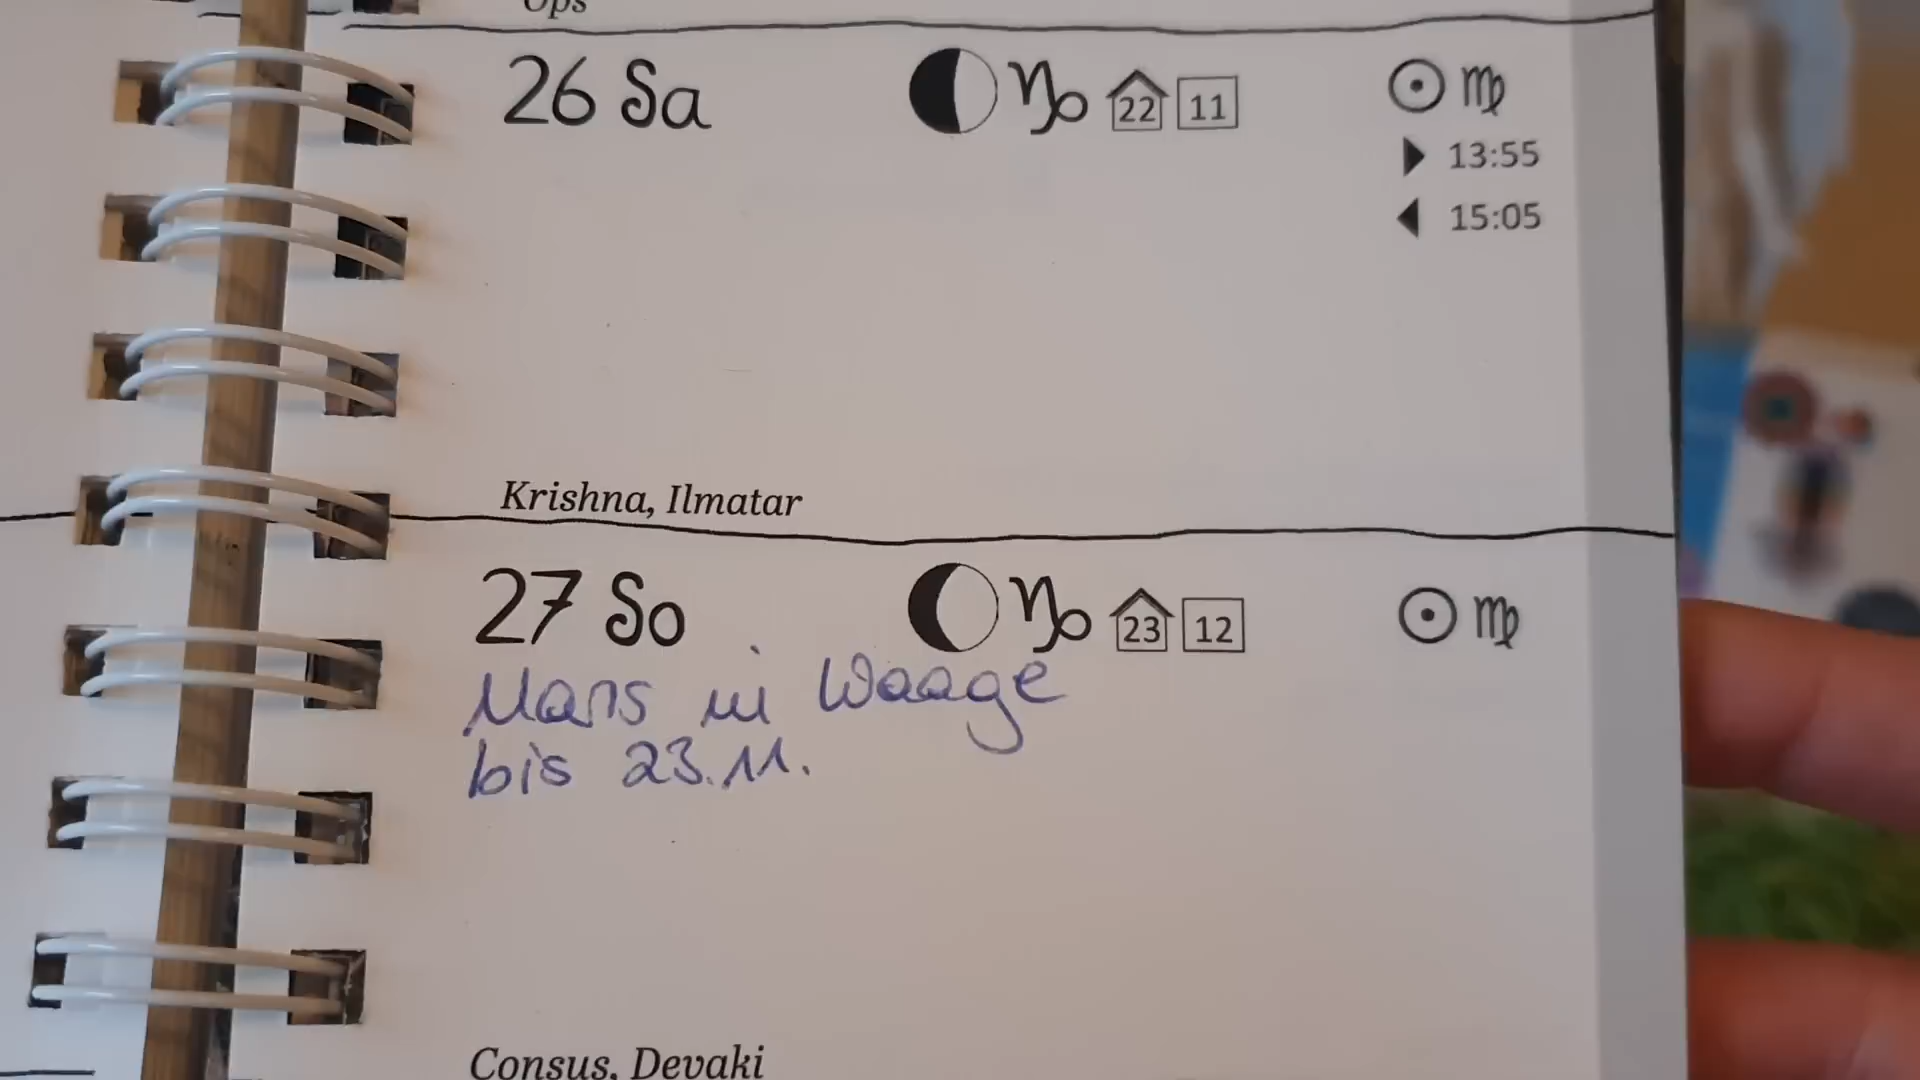 Ops
26 Sa 22 11
13:55
15:05
Krishna, Ilmatar
27 So 23 12
Mars in Waage
bis 23.11.
Consus, Devaki